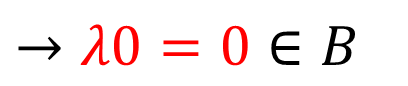 → λ0 = 0 ∈ B